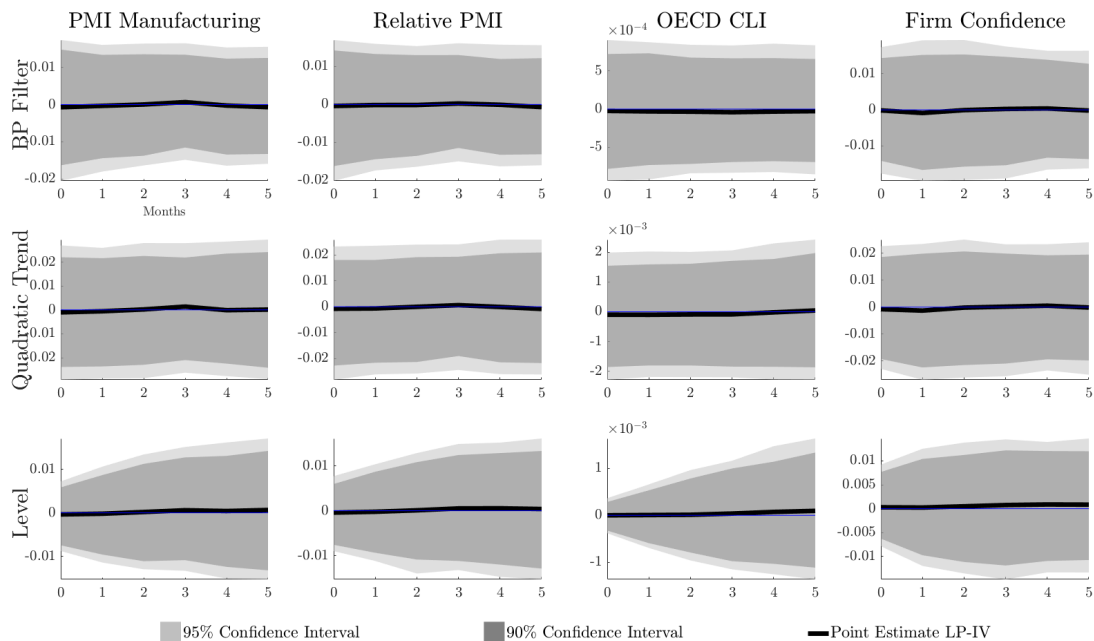 PMI Manufacturing Relative PMI OECD CLI Firm Confidence
BP Filter
0.01
0
-0.01
-0.02
0 1 2 3 4 5
Months
0.01
0
-0.01
-0.02
0 1 2 3 4 5
×10⁻⁴
5
0
-5
0 1 2 3 4 5
0.01
0
-0.01
0 1 2 3 4 5
Quadratic Trend
0.02
0.01
0
0.01
0.02
0 1 2 3 4 5
0.02
0.01
0
-0.01
-0.02
0 1 2 3 4 5
×10⁻³
2
1
0
-1
-2
0 1 2 3 4 5
0.02
0.01
0
-0.01
-0.02
0 1 2 3 4 5
Level
0.01
0
-0.01
0 1 2 3 4 5
0.01
0
-0.01
0 1 2 3 4 5
×10⁻³
1
0
-1
0 1 2 3 4 5
0.01
0.005
0
-0.005
-0.01
0 1 2 3 4 5
95% Confidence Interval 90% Confidence Interval Point Estimate LP-IV